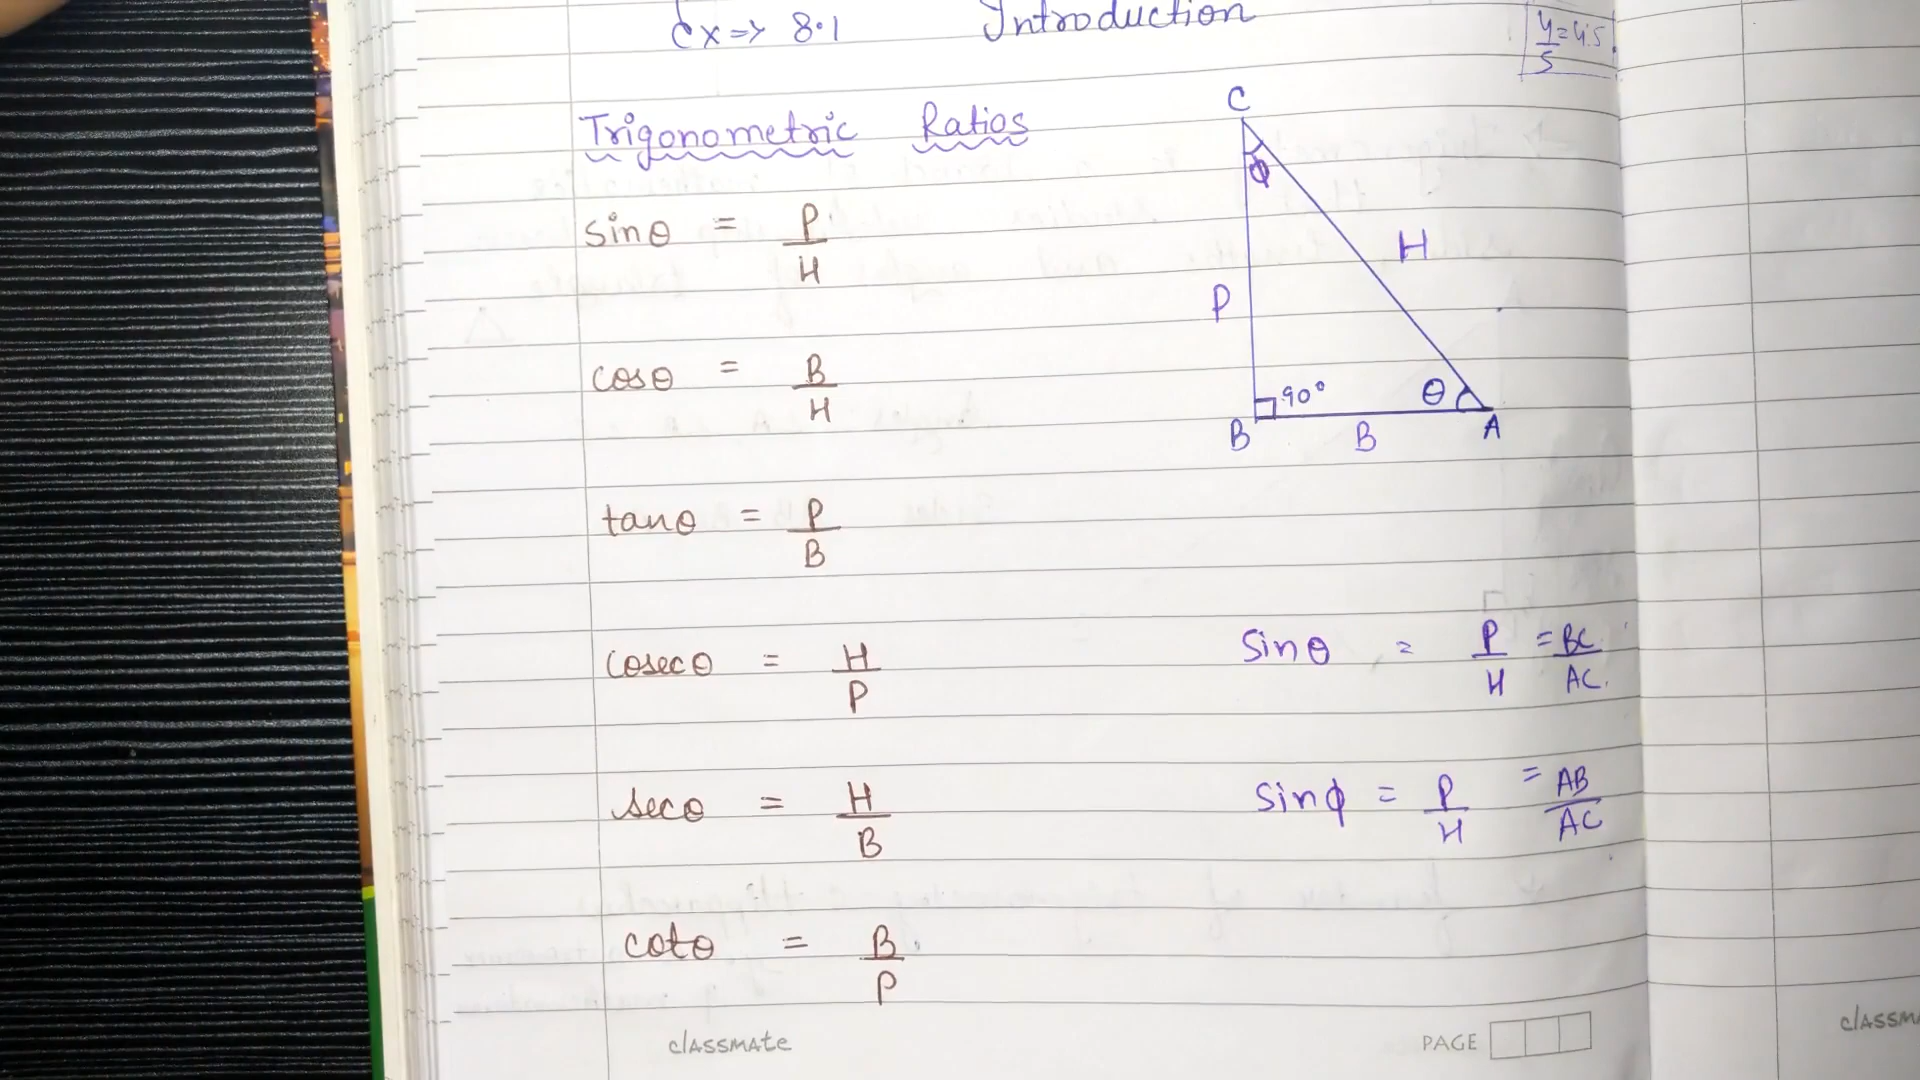 Ex => 8.1 Introduction
Trigonometric Ratios
sinθ = P/H
cosθ = B/H
tanθ = P/B
cosecθ = H/P
secθ = H/B
cotθ = B/P
C
Φ
H
P
90°
θ
B
B
A
Sinθ = P/H = BC/AC.
Sinϕ = P/H = AB/AC
classmate
PAGE